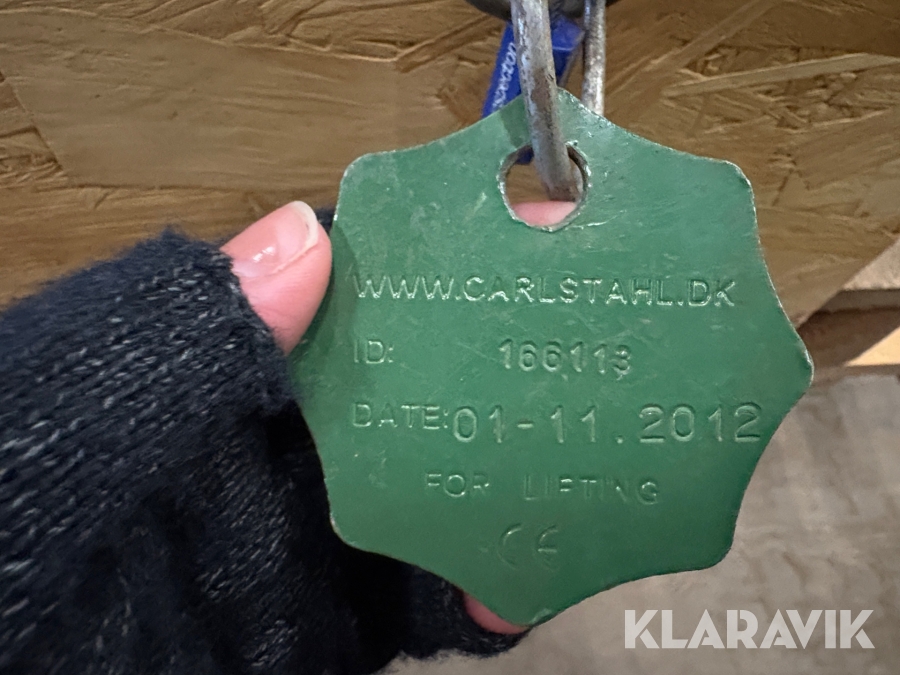 WWW.CARLSTAHL.DK
ID: 166113
DATE: 01-11.2012
FOR LIFTING
CE
KLARAVIK